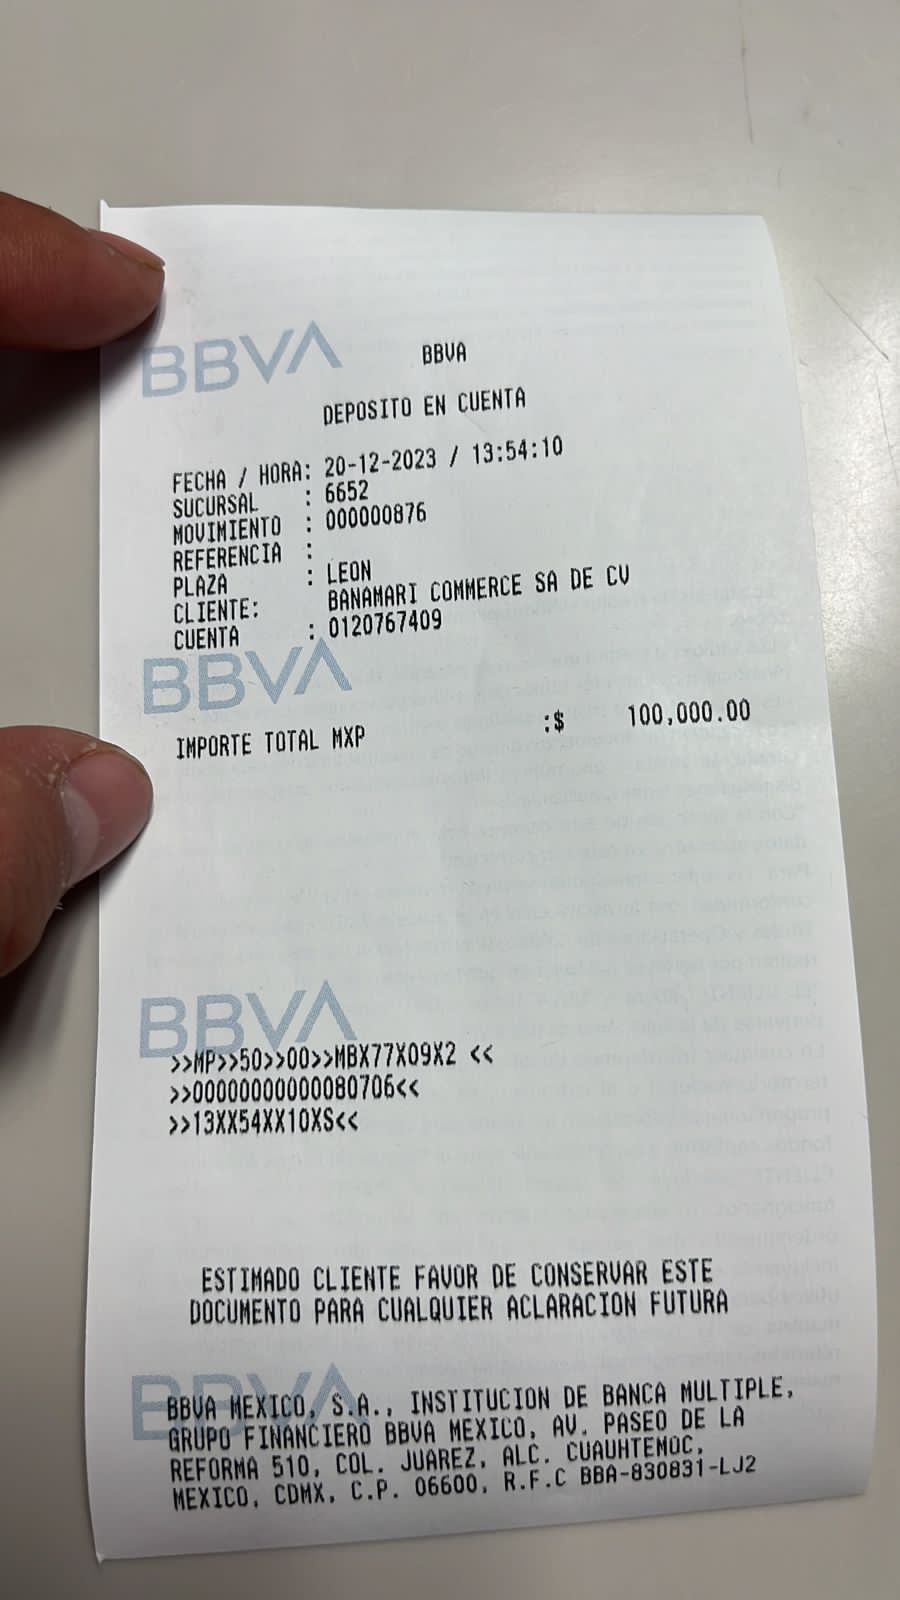 BBVA
BBVA
DEPOSITO EN CUENTA
FECHA / HORA: 20-12-2023 / 13:54:10
SUCURSAL : 6652
MOVIMIENTO : 000000876
REFERENCIA :
PLAZA : LEON
CLIENTE: BANAMARI COMMERCE SA DE CV
CUENTA : 0120767409
BBVA
IMPORTE TOTAL MXP :$ 100,000.00
BBVA
>>MP>>50>>00>>MBX77X09X2 <<
>>00000000000080706<<
>>13XX54XX10XS<<
ESTIMADO CLIENTE FAVOR DE CONSERVAR ESTE
DOCUMENTO PARA CUALQUIER ACLARACION FUTURA
BBVA
BBVA MEXICO, S.A., INSTITUCION DE BANCA MULTIPLE,
GRUPO FINANCIERO BBVA MEXICO, AV. PASEO DE LA
REFORMA 510, COL. JUAREZ, ALC. CUAUHTEMOC,
MEXICO, CDMX, C.P. 06600, R.F.C BBA-830831-LJ2